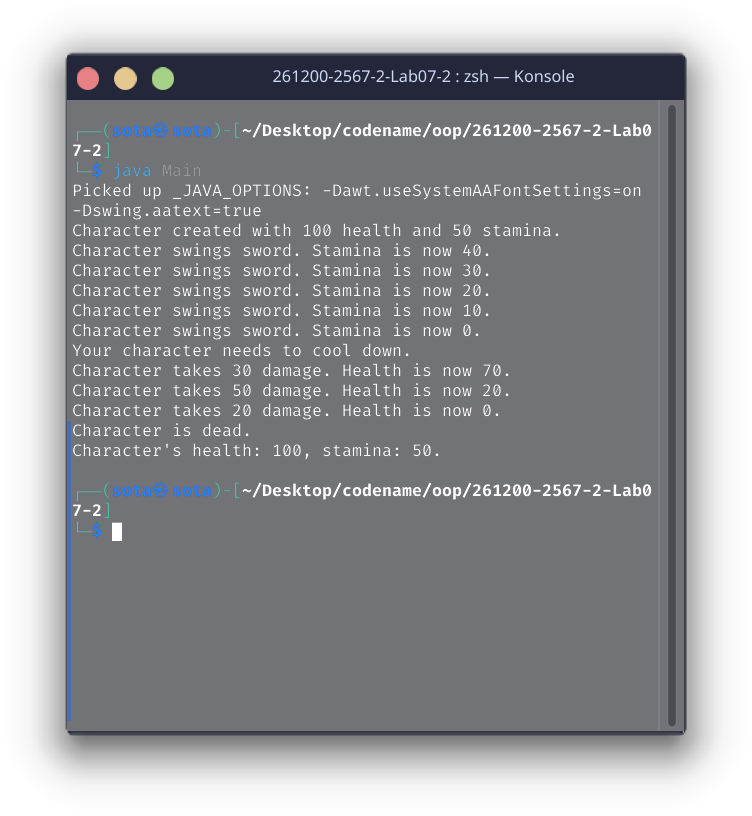 261200-2567-2-Lab07-2 : zsh — Konsole
┌──(sota㉿sota)-[~/Desktop/codename/oop/261200-2567-2-Lab0
7-2]
└─$ java Main
Picked up _JAVA_OPTIONS: -Dawt.useSystemAAFontSettings=on
-Dswing.aatext=true
Character created with 100 health and 50 stamina.
Character swings sword. Stamina is now 40.
Character swings sword. Stamina is now 30.
Character swings sword. Stamina is now 20.
Character swings sword. Stamina is now 10.
Character swings sword. Stamina is now 0.
Your character needs to cool down.
Character takes 30 damage. Health is now 70.
Character takes 50 damage. Health is now 20.
Character takes 20 damage. Health is now 0.
Character is dead.
Character's health: 100, stamina: 50.
┌──(sota㉿sota)-[~/Desktop/codename/oop/261200-2567-2-Lab0
7-2]
└─$